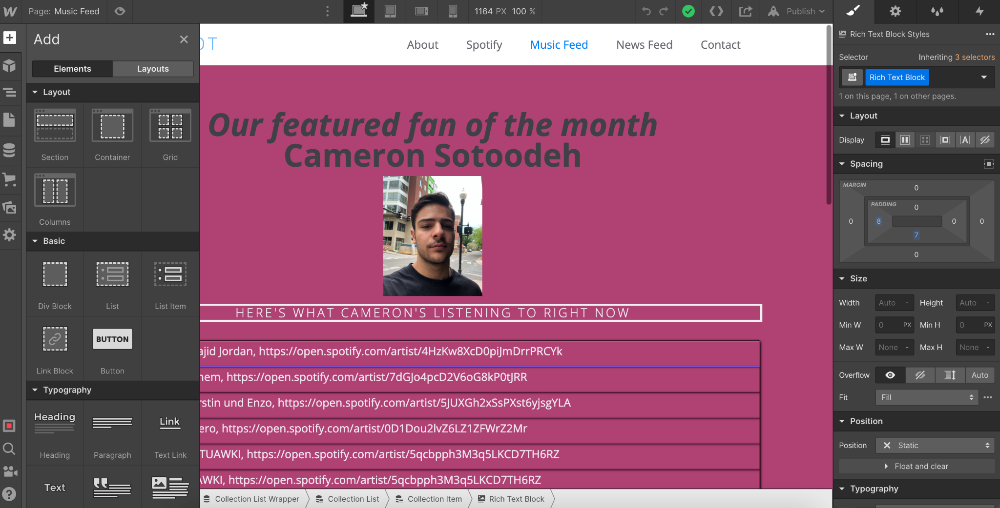 Page: Music Feed
1164 PX 100 %
Publish
Add
Elements
Layouts
Layout
Section
Container
Grid
Columns
Basic
Div Block
List
List Item
BUTTON
Link Block
Button
Typography
Heading
Link
Heading
Paragraph
Text Link
Text
OT
About
Spotify
Music Feed
News Feed
Contact
Our featured fan of the month
Cameron Sotoodeh
HERE'S WHAT CAMERON'S LISTENING TO RIGHT NOW
ajid Jordan, https://open.spotify.com/artist/4HzKw8XcD0piJmDrrPRCYk
nem, https://open.spotify.com/artist/7dGJo4pcD2V6oG8kP0tJRR
rstin und Enzo, https://open.spotify.com/artist/5JUXGh2xSsPXst6yjsgYLA
ero, https://open.spotify.com/artist/0D1Dou2lvZ6LZ1ZFWrZ2Mr
TUAWKI, https://open.spotify.com/artist/5qcbpph3M3q5LKCD7TH6RZ
AWKI, https://open.spotify.com/artist/5qcbpph3M3q5LKCD7TH6RZ
Collection List Wrapper
Collection List
Collection Item
Rich Text Block
Rich Text Block Styles
Selector
Inheriting 3 selectors
Rich Text Block
1 on this page, 1 on other pages.
Layout
Display
Spacing
MARGIN
0
PADDING
0
0
8
0
0
7
0
Size
Width Auto - Height Auto -
Min W 0 PX Min H 0 PX
Max W None - Max H None -
Overflow Auto
Fit Fill
Position
Position Static
Float and clear
Typography